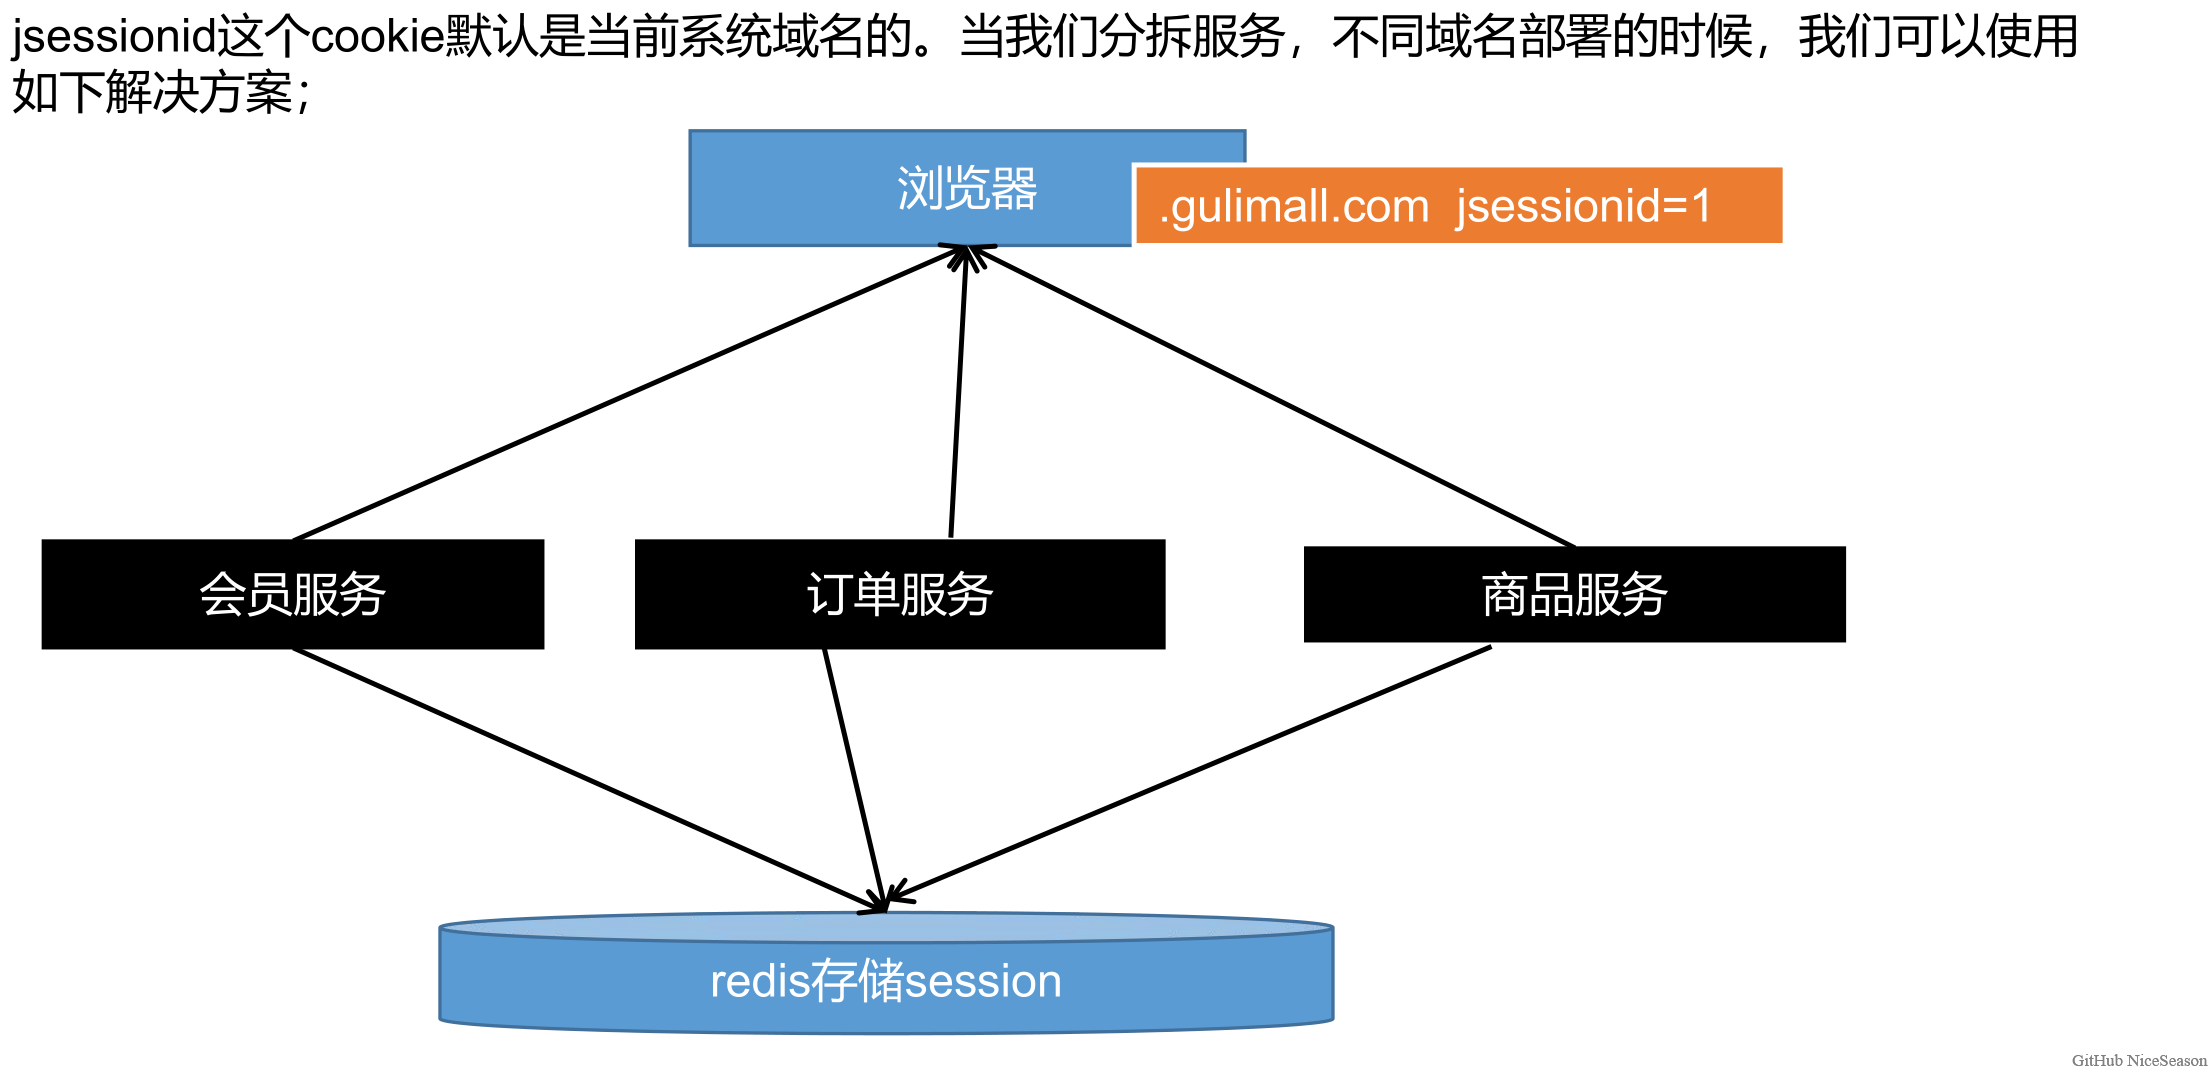 jsessionid这个cookie默认是当前系统域名的。当我们分拆服务，不同域名部署的时候，我们可以使用
如下解决方案；
浏览器
.gulimall.com jsessionid=1
会员服务
订单服务
商品服务
redis存储session
GitHub NiceSeason